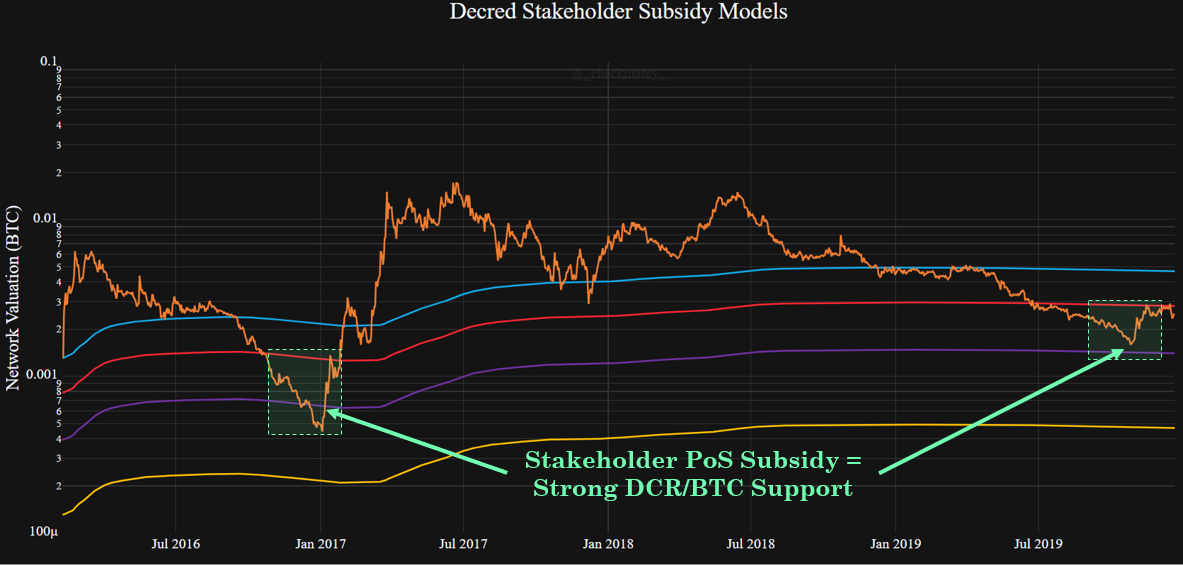 Decred Stakeholder Subsidy Models
@_checkmatey_
Network Valuation (BTC)
0.1
9
8
7
6
5
4
3
2
0.01
9
8
7
6
5
4
3
2
0.001
9
8
7
6
5
4
3
2
100μ
Stakeholder PoS Subsidy =
Strong DCR/BTC Support
Jul 2016
Jan 2017
Jul 2017
Jan 2018
Jul 2018
Jan 2019
Jul 2019